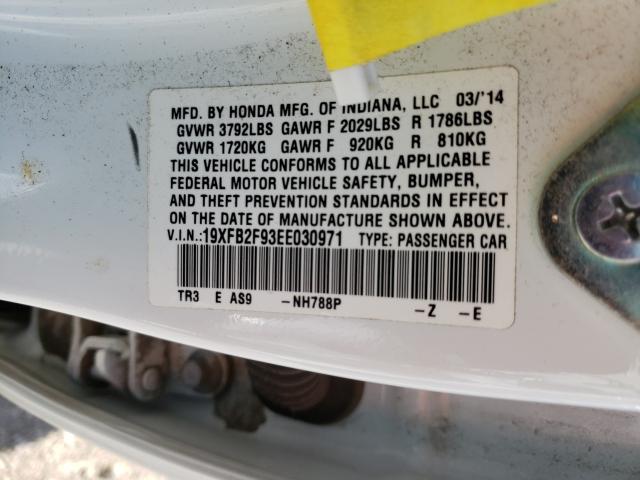 MFD. BY HONDA MFG. OF INDIANA, LLC 03/'14
GVWR 3792LBS GAWR F 2029LBS R 1786LBS
GVWR 1720KG GAWR F 920KG R 810KG
THIS VEHICLE CONFORMS TO ALL APPLICABLE
FEDERAL MOTOR VEHICLE SAFETY, BUMPER,
AND THEFT PREVENTION STANDARDS IN EFFECT
ON THE DATE OF MANUFACTURE SHOWN ABOVE.
V.I.N.:19XFB2F93EE030971 TYPE: PASSENGER CAR
TR3 E AS9 -NH788P -Z -E